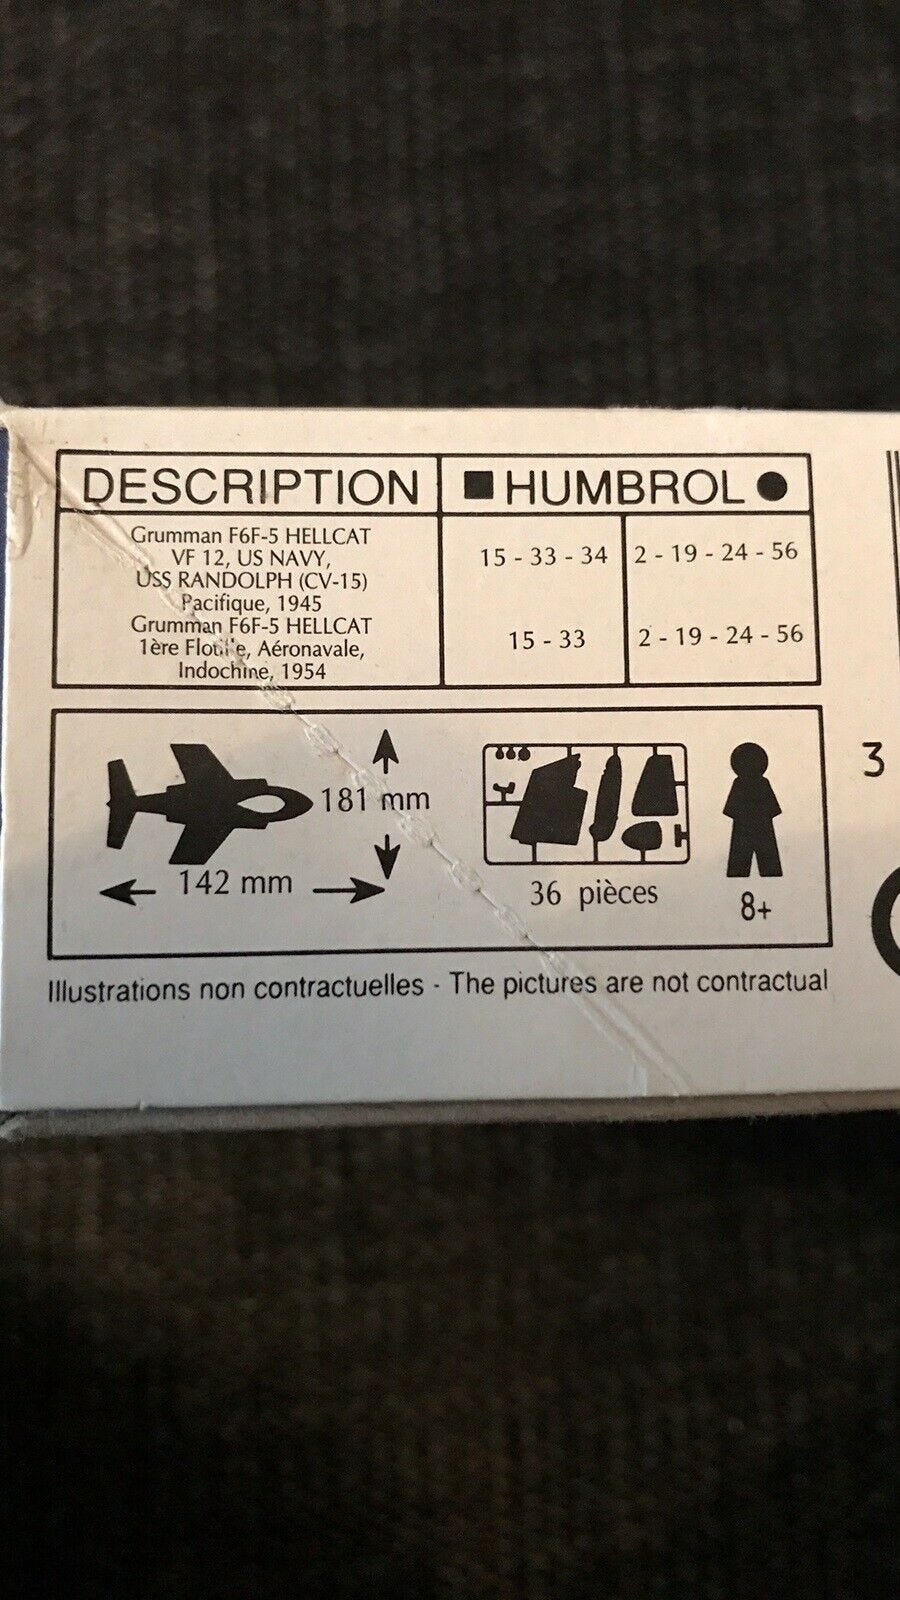 DESCRIPTION ■ HUMBROL ●
Grumman F6F-5 HELLCAT
VF 12, US NAVY,
USS RANDOLPH (CV-15)
Pacifique, 1945
15 - 33 - 34
2 - 19 - 24 - 56
Grumman F6F-5 HELLCAT
1ère Flottille, Aéronavale,
Indochine, 1954
15 - 33
2 - 19 - 24 - 56
181 mm
142 mm
36 pièces
8+
3
Illustrations non contractuelles - The pictures are not contractual